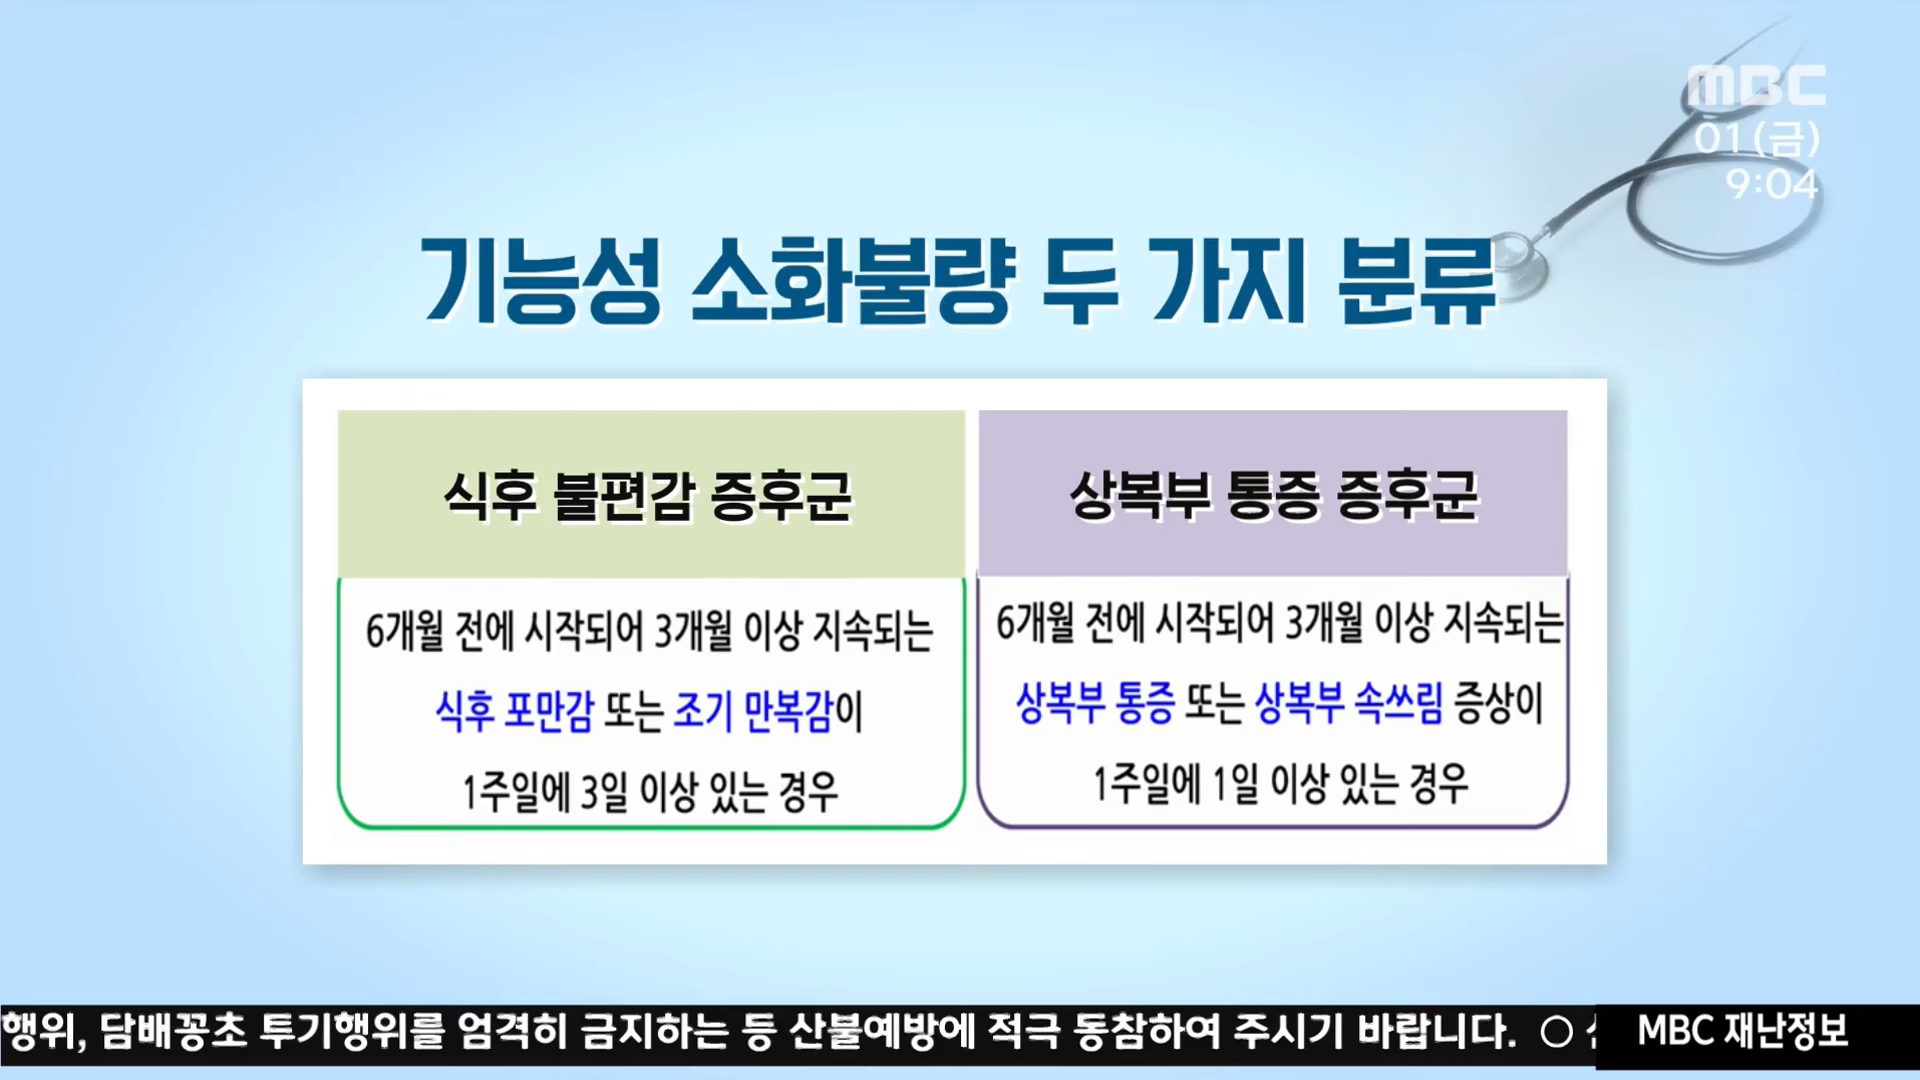 MBC
01(금)
9:04
기능성 소화불량 두 가지 분류
식후 불편감 증후군
6개월 전에 시작되어 3개월 이상 지속되는
식후 포만감 또는 조기 만복감이
1주일에 3일 이상 있는 경우
상복부 통증 증후군
6개월 전에 시작되어 3개월 이상 지속되는
상복부 통증 또는 상복부 속쓰림 증상이
1주일에 1일 이상 있는 경우
행위, 담배꽁초 투기행위를 엄격히 금지하는 등 산불예방에 적극 동참하여 주시기 바랍니다. ○
MBC 재난정보